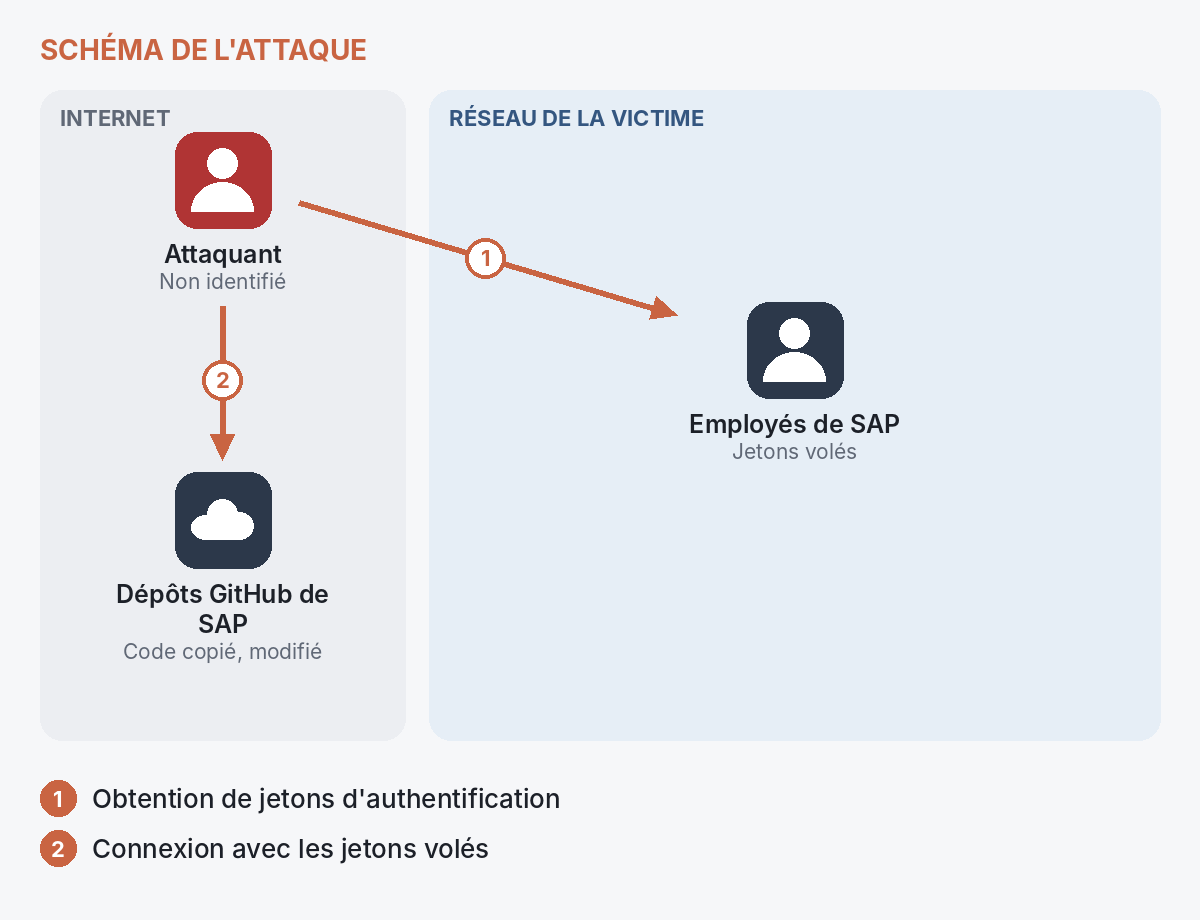 SCHÉMA DE L'ATTAQUE
INTERNET
RÉSEAU DE LA VICTIME
Attaquant
Non identifié
1
2
Employés de SAP
Jetons volés
Dépôts GitHub de
SAP
Code copié, modifié
1 Obtention de jetons d'authentification
2 Connexion avec les jetons volés